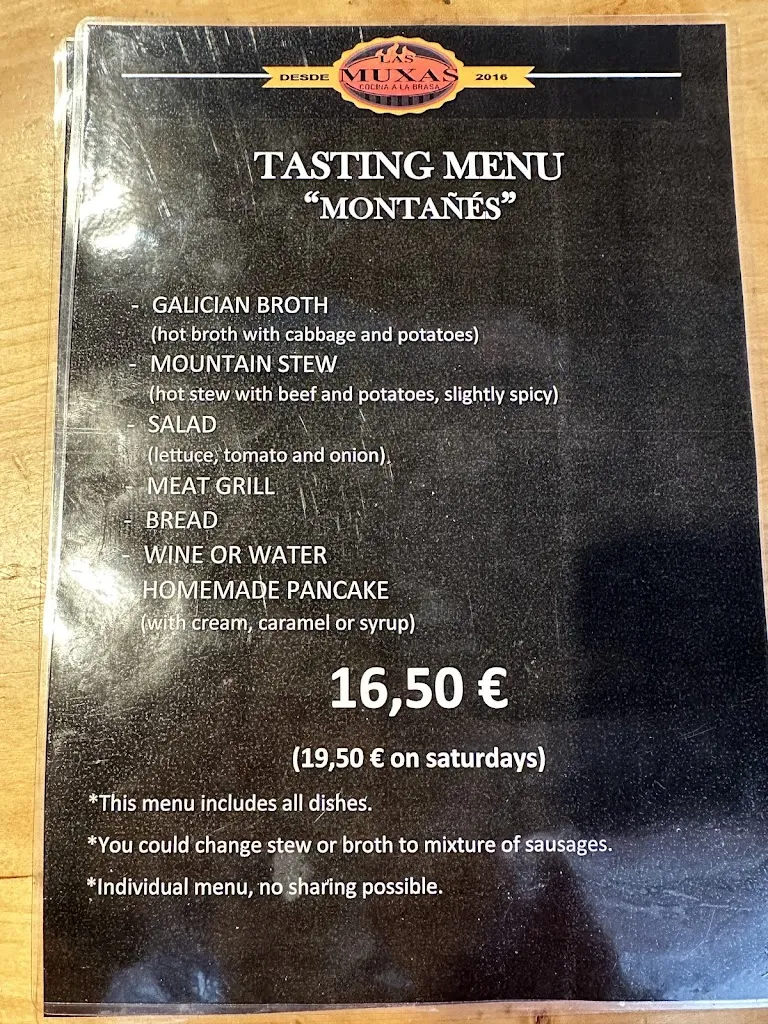 LAS
DESDE MUXAS 2016
COCINA A LA BRASA
TASTING MENU
“MONTAÑÉS”
- GALICIAN BROTH
(hot broth with cabbage and potatoes)
- MOUNTAIN STEW
(hot stew with beef and potatoes, slightly spicy)
- SALAD
(lettuce, tomato and onion)
- MEAT GRILL
- BREAD
- WINE OR WATER
HOMEMADE PANCAKE
(with cream, caramel or syrup)
16,50 €
(19,50 € on saturdays)
*This menu includes all dishes.
*You could change stew or broth to mixture of sausages.
*Individual menu, no sharing possible.